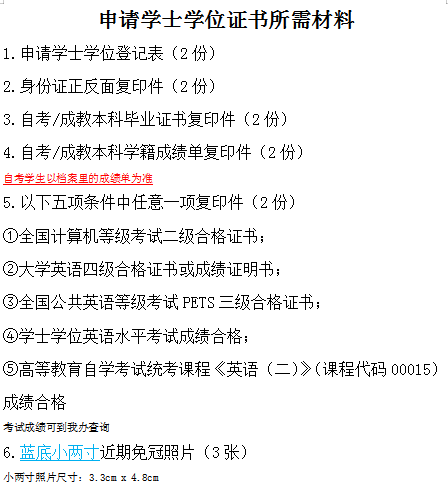 申请学士学位证书所需材料
1.申请学士学位登记表（2份）
2.身份证正反面复印件（2份）
3.自考/成教本科毕业证书复印件（2份）
4.自考/成教本科学籍成绩单复印件（2份）
自考学生以档案里的成绩单为准
5.以下五项条件中任意一项复印件（2份）
①全国计算机等级考试二级合格证书；
②大学英语四级合格证书或成绩证明书；
③全国公共英语等级考试PETS三级合格证书；
④学士学位英语水平考试成绩合格；
⑤高等教育自学考试统考课程《英语（二）》（课程代码00015）
成绩合格
考试成绩可到我办查询
6.蓝底小两寸近期免冠照片（3张）
小两寸照片尺寸：3.3cm x 4.8cm